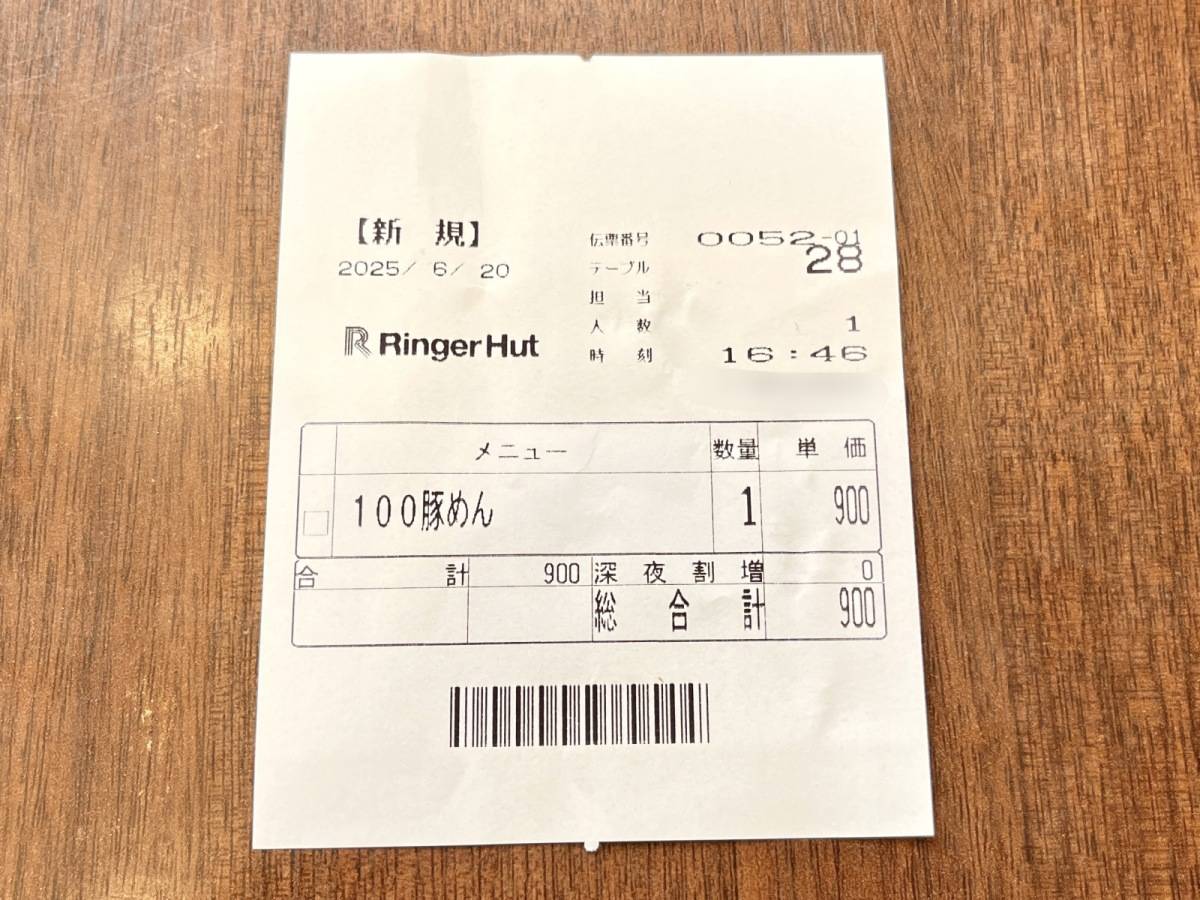 【新 規】
2025/ 6/ 20
RingerHut
伝票番号 0052-01
テーブル 28
担 当
人 数 1
時 刻 16:46
メニュー 数量 単 価
100豚めん 1 900
合 計 900 深 夜 割 増 0
総 合 計 900